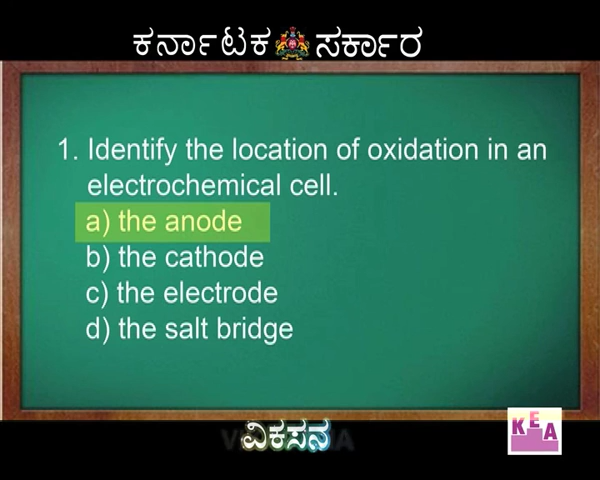 ಕರ್ನಾಟಕ ಸರ್ಕಾರ
1. Identify the location of oxidation in an
electrochemical cell.
a) the anode
b) the cathode
c) the electrode
d) the salt bridge
ವಿಕಸನ
KEA